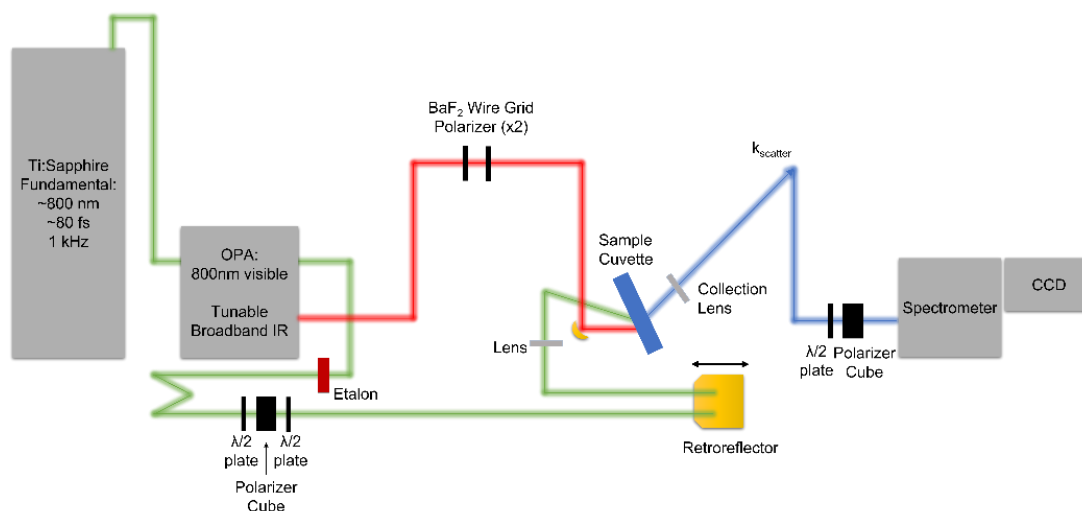 Ti:Sapphire
Fundamental:
~800 nm
~80 fs
1 kHz
OPA:
800nm visible
Tunable
Broadband IR
BaF₂ Wire Grid
Polarizer (x2)
k_scatter
Sample
Cuvette
Collection
Lens
Lens
Etalon
λ/2
plate
λ/2
plate
Polarizer
Cube
Retroreflector
λ/2
plate
Polarizer
Cube
Spectrometer
CCD